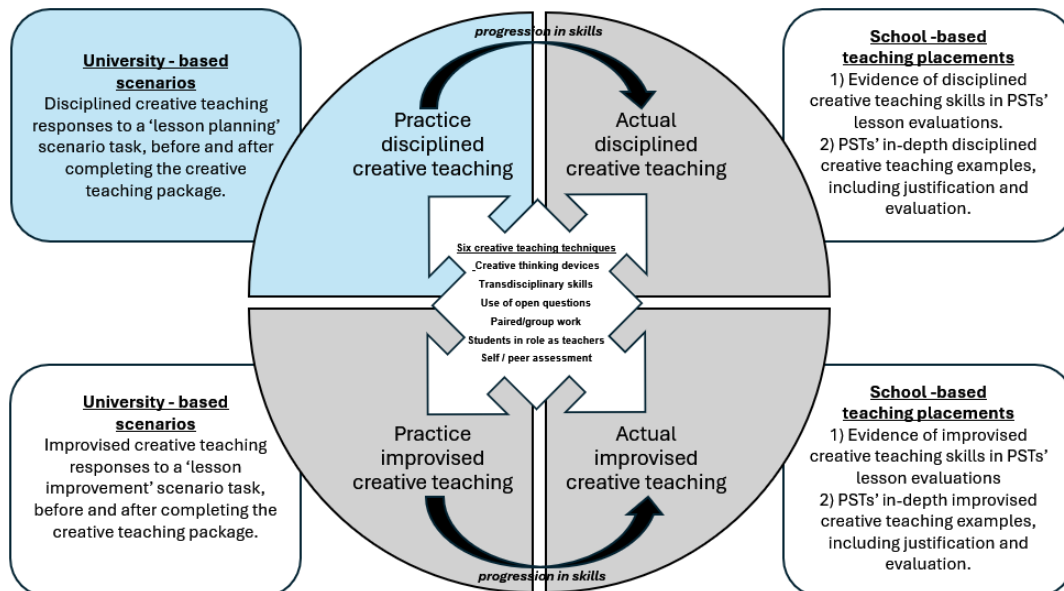 progression in skills
University - based
scenarios
Disciplined creative teaching
responses to a ‘lesson planning’
scenario task, before and after
completing the creative
teaching package.
Practice
disciplined
creative teaching
Actual
disciplined
creative teaching
School -based
teaching placements
1) Evidence of disciplined
creative teaching skills in PSTs’
lesson evaluations.
2) PSTs’ in-depth disciplined
creative teaching examples,
including justification and
evaluation.
Six creative teaching techniques
Creative thinking devices
Transdisciplinary skills
Use of open questions
Paired/group work
Students in role as teachers
Self / peer assessment
University - based
scenarios
Improvised creative teaching
responses to a ‘lesson
improvement’ scenario task,
before and after completing the
creative teaching package.
Practice
improvised
creative teaching
Actual
improvised
creative teaching
School -based
teaching placements
1) Evidence of improvised
creative teaching skills in PSTs’
lesson evaluations
2) PSTs’ in-depth improvised
creative teaching examples,
including justification and
evaluation.
progression in skills